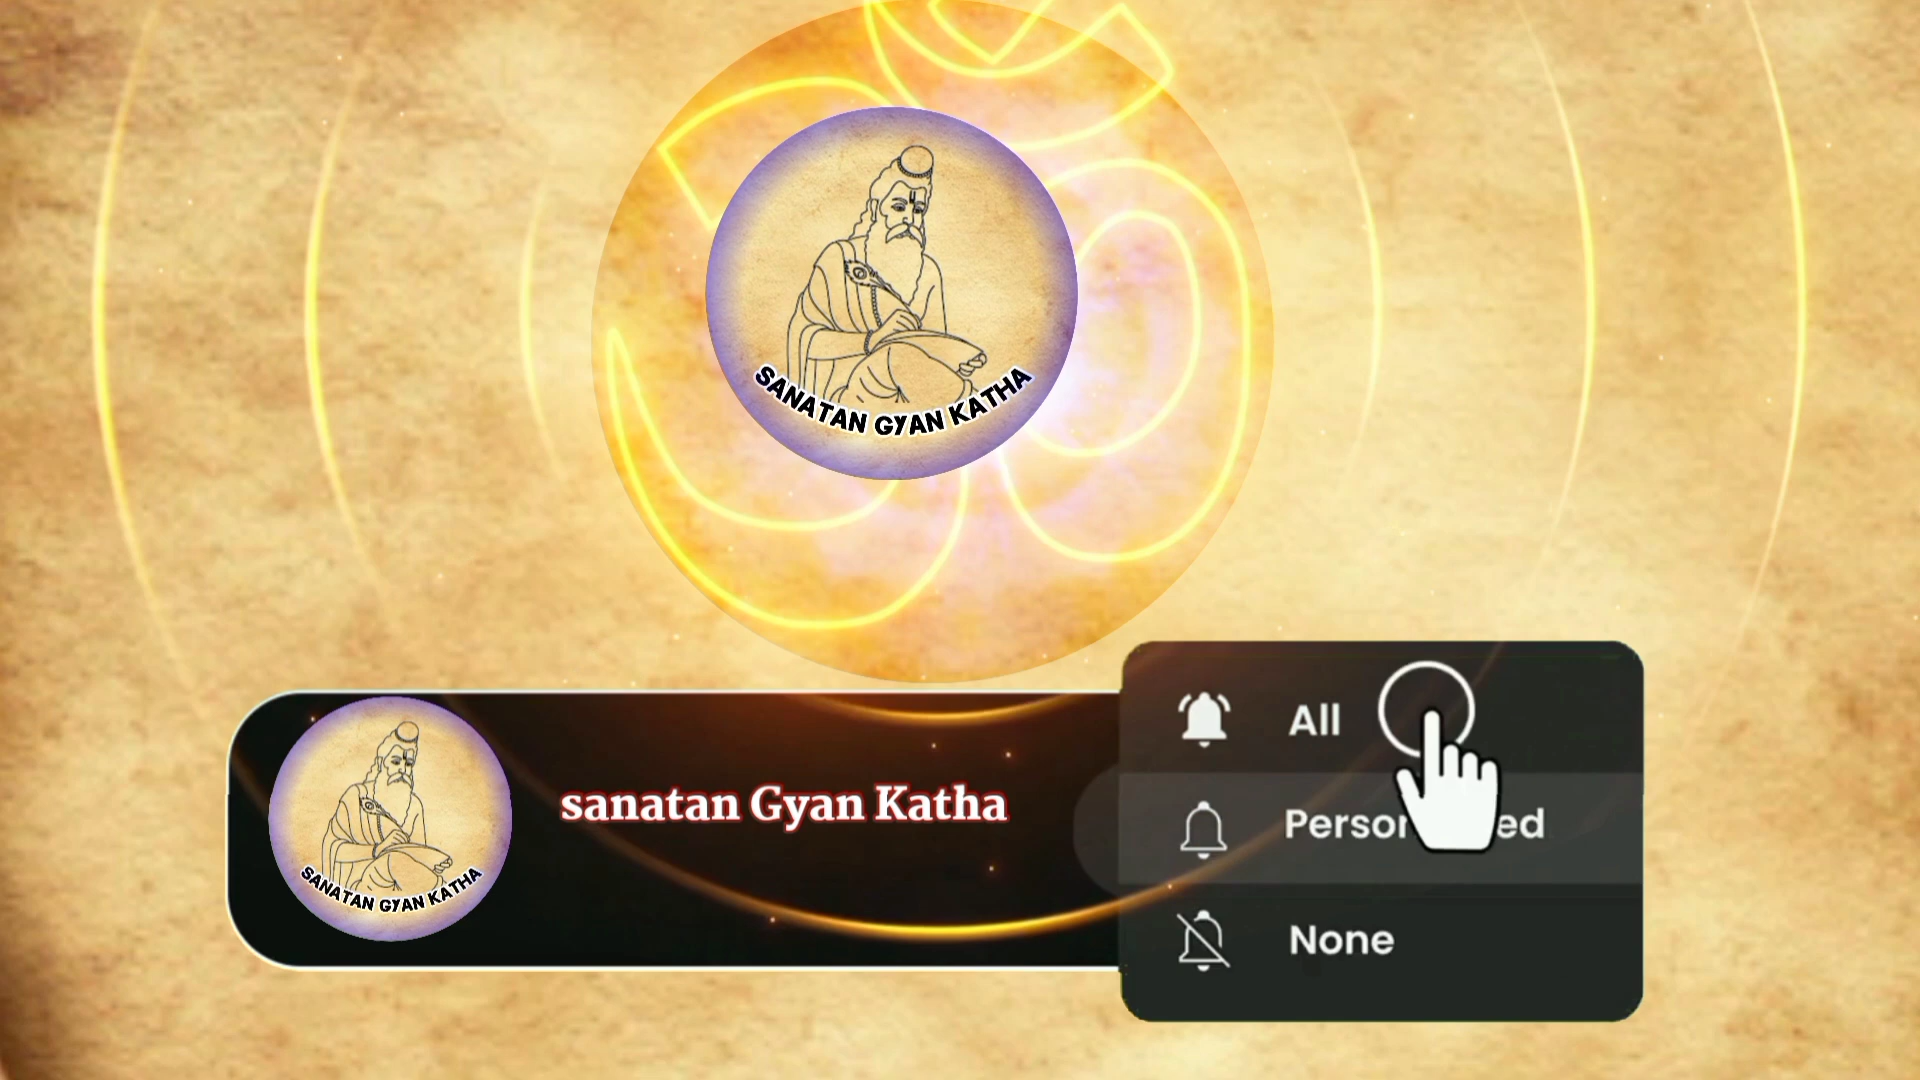 SANATAN GYAN KATHA
sanatan Gyan Katha
SANATAN GYAN KATHA
All
None